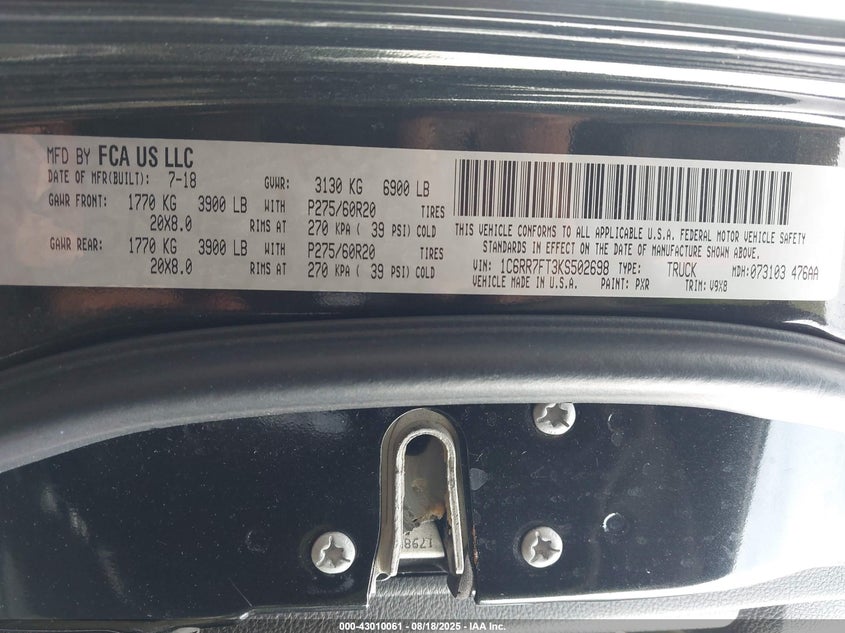 MFD BY FCA US LLC
DATE OF MFR(BUILT): 7-18 GVWR: 3130 KG 6900 LB
GAWR FRONT: 1770 KG 3900 LB WITH P275/60R20 TIRES
20X8.0 RIMS AT 270 KPA ( 39 PSI) COLD
GAWR REAR: 1770 KG 3900 LB WITH P275/60R20 TIRES
20X8.0 RIMS AT 270 KPA ( 39 PSI) COLD
THIS VEHICLE CONFORMS TO ALL APPLICABLE U.S.A. FEDERAL MOTOR VEHICLE SAFETY
STANDARDS IN EFFECT ON THE DATE OF MANUFACTURE SHOWN ABOVE.
VIN: 1C6RR7FT3KS502698 TYPE: TRUCK MDH:073103 476AA
VEHICLE MADE IN U.S.A. PAINT: PXR TRIM: V9X8
000-43010061 - 08/18/2025 - IAA Inc.